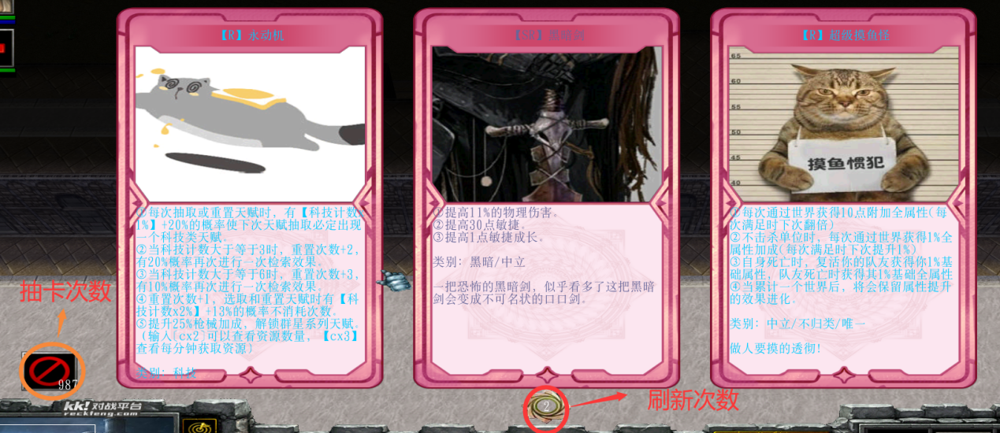 【R】水动机
①每次抽取或重置天赋时，有【科技计数x
1%】+20%的概率使下次天赋抽取必定出现
一个科技类天赋。
②当科技计数大于等于3时，重置次数+2，
有20%概率再次进行一次检索效果。
③当科技计数大于等于6时，重置次数+3，
有10%概率再次进行一次检索效果。
④重置次数+1，选取和重置天赋时有【科
技计数x2%】+13%的概率不消耗次数。
⑤提升25%枪械加成，解锁群星系列天赋。
（输入〔cx2〕可以查看资源数量，【cx3】
查看每分钟获取资源）
类别：科技
【SR】
①提高11%的物理伤害。
②提高30点敏捷。
③提高1点敏捷成长。
类别：黑暗/中立
一把恐怖的黑暗剑，似乎看多了这把黑暗
剑会变成不可名状的口口剑。
【R】超级摸鱼怪
65
60
55
50
45
40
摸鱼惯犯
①每次通过世界获得10点附加全属性(每
次满足时下次翻倍)
②不击杀单位时，每次通过世界获得1%全
属性加成(每次满足时下次提升1%)
③自身死亡时，复活你的队友获得你1%基
础属性，队友死亡时获得其1%基础全属性
④当累计一个世界后，将会保留属性提升
的效果进化。
类别：中立/不归类/唯一
做人要摸的透彻！
抽卡次数
987
刷新次数
2
kk!对战平台
reckfeng.com